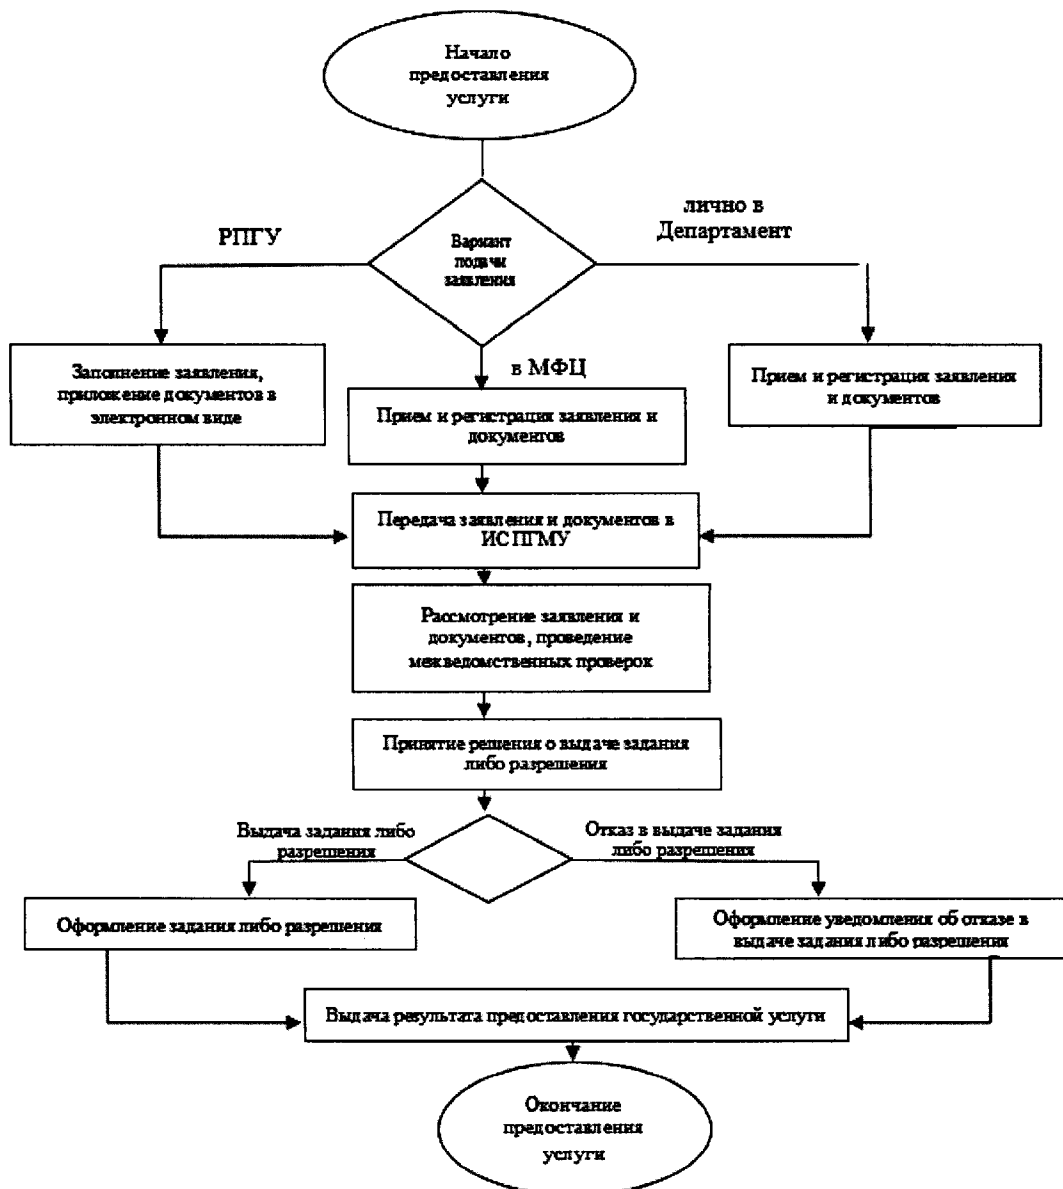 Начало
предоставления
услуги
РПГУ
Вариант
подачи
заявления
лично в
Департамент
Заполнение заявления,
приложение документов в
электронном виде
в МФЦ
Прием и регистрация заявления и
документов
Прием и регистрация заявления
и документов
Передача заявления и документов в
ИС ПГМУ
Рассмотрение заявления и
документов, проведение
межведомственных проверок
Принятие решения о выдаче задания
либо разрешения
Выдача задания либо
разрешения
Отказ в выдаче задания
либо разрешения
Оформление задания либо разрешения
Оформление уведомления об отказе в
выдаче задания либо разрешения
Выдача результата предоставления государственной услуги
Окончание
предоставления
услуги